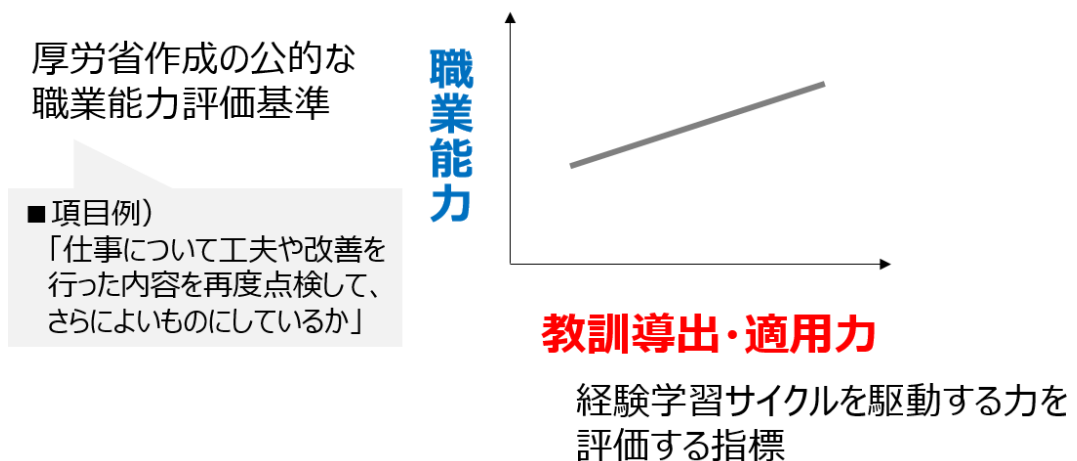 厚労省作成の公的な
職業能力評価基準
■項目例）
「仕事について工夫や改善を
行った内容を再度点検して、
さらによいものにしているか」
職業能力
教訓導出・適用力
経験学習サイクルを駆動する力を
評価する指標